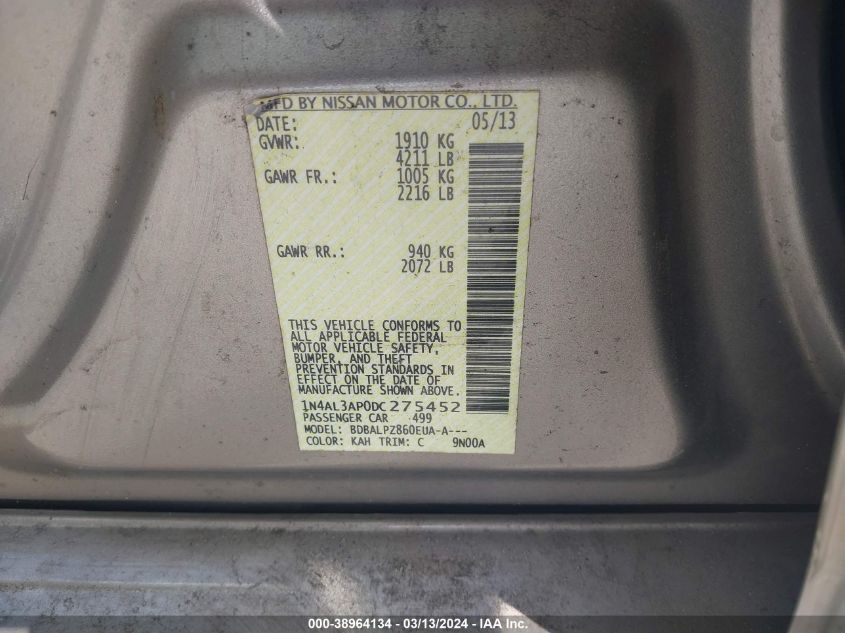 MFD BY NISSAN MOTOR CO., LTD.
DATE: 05/13
GVWR: 1910 KG
4211 LB
GAWR FR.: 1005 KG
2216 LB
GAWR RR.: 940 KG
2072 LB
THIS VEHICLE CONFORMS TO
ALL APPLICABLE FEDERAL
MOTOR VEHICLE SAFETY,
BUMPER, AND THEFT
PREVENTION STANDARDS IN
EFFECT ON THE DATE OF
MANUFACTURE SHOWN ABOVE.
1N4AL3AP0DC275452
PASSENGER CAR 499
MODEL: BDBALPZ860EUA-A---
COLOR: KAH TRIM: C 9N00A
000-38964134 - 03/13/2024 - IAA Inc.